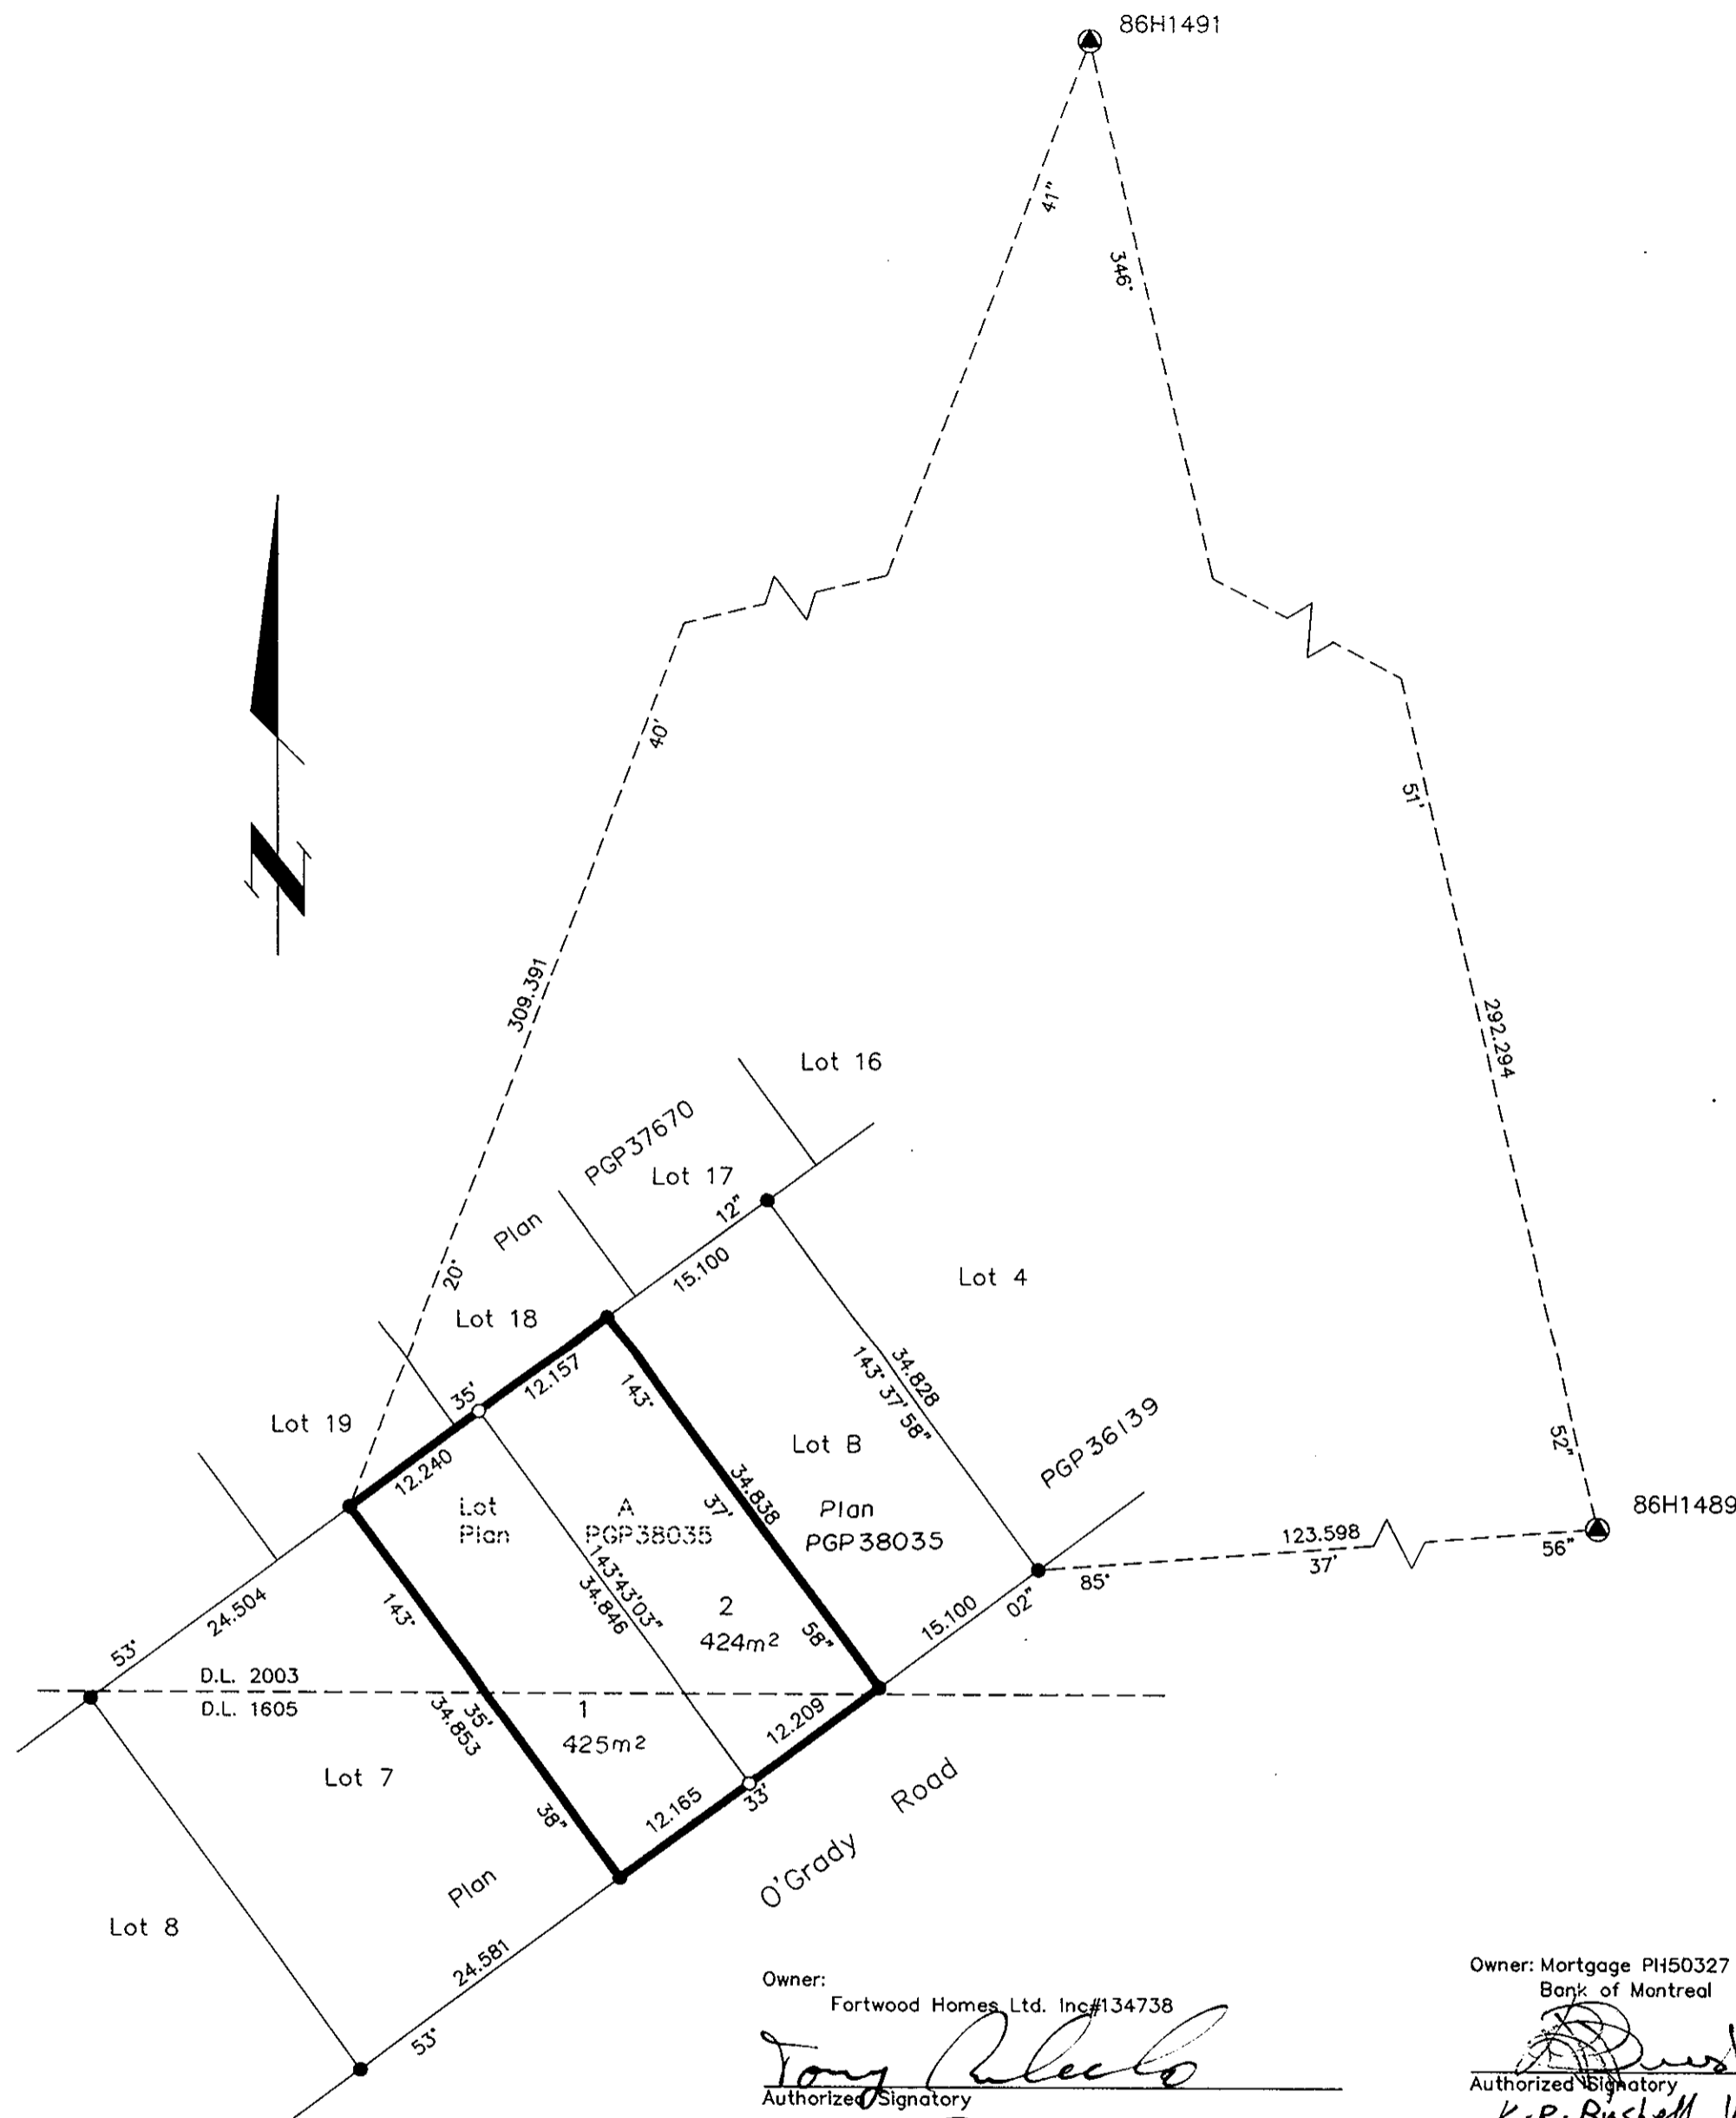 86H1491
41"
346°
40'
51'
309.391
292.294
Lot 16
PGP37670
Lot 17
12"
Plan
15.100
20°
Lot 4
Lot 18
34.828
143° 37' 58"
12.157
143°
35'
Lot 19
Lot B
PGP36139
12.240
52"
34.838
37'
Lot A
Plan PGP38035
Plan
PGP38035
86H1489
123.598
37'
56"
85°
143°43'03"
34.846
24.504
143°
2
424m2
58"
15.100
02"
53°
D.L. 2003
D.L. 1605
35'
34.853
1
425m2
12.209
Lot 7
38"
12.165
33'
O'Grady Road
Plan
Lot 8
24.581
53°
Owner:
Fortwood Homes Ltd. Inc#134738
Tony
Authorized Signatory
Owner: Mortgage PH50327
Bank of Montreal
Authorized Signatory
K.P. Bushell